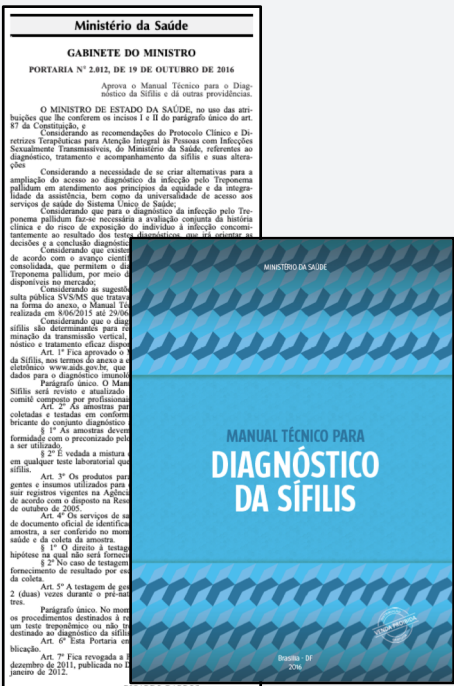 Ministério da Saúde
GABINETE DO MINISTRO
PORTARIA Nº 2.012, DE 19 DE OUTUBRO DE 2016
Aprova o Manual Técnico para o Diag-
nóstico da Sífilis e dá outras providências.
O MINISTRO DE ESTADO DA SAÚDE, no uso das atri-
buições que lhe conferem os incisos I e II do parágrafo único do art.
87 da Constituição, e
Considerando as recomendações do Protocolo Clínico e Di-
retrizes Terapêuticas para Atenção Integral às Pessoas com Infecções
Sexualmente Transmissíveis, do Ministério da Saúde, referentes ao
diagnóstico, tratamento e acompanhamento da sífilis e suas altera-
ções
Considerando a necessidade de se criar alternativas para a
ampliação do acesso ao diagnóstico da infecção pelo Treponema
pallidum em atendimento aos princípios da equidade e da integra-
lidade da assistência, bem como da universalidade de acesso aos
serviços de saúde do Sistema Único de Saúde;
Considerando que para o diagnóstico da infecção pelo Tre-
ponema pallidum faz-se necessária a avaliação conjunta da história
clínica e do risco de exposição do indivíduo à infecção concomi-
tantemente ao resultado dos testes diagnósticos, que irá orientar as
decisões e a conclusão diagnóstic
Considerando que existem
de acordo com o avanço científ
consolidada, que permitem o dia
Treponema pallidum, por meio d
disponíveis no mercado;
Considerando as sugestõe
sulta pública SVS/MS que tratava
na forma do anexo, o Manual Téc
realizada em 8/06/2015 até 29/06
Considerando que o diag
sífilis são determinantes para re
minação da transmissão vertical,
nóstico e tratamento eficaz dispon
Art. 1º Fica aprovado o M
da Sífilis, nos termos do anexo a e
eletrônico www.aids.gov.br, que
dados para o diagnóstico imunoló
Parágrafo único. O Man
Sífilis será revisto e atualizado
comitê composto por profissionais
Art. 2º As amostras par
coletadas e testadas em conform
bricante do conjunto diagnóstico a
§ 1º As amostras devem
formidade com o preconizado pelo
a ser utilizado.
§ 2º É vedada a mistura
em qualquer teste laboratorial que
sífilis.
Art. 3º Os produtos para
gentes e insumos utilizados para o
suir registros vigentes na Agência
de acordo com o disposto na Reso
de outubro de 2005.
Art. 4º Os serviços de sa
de documento oficial de identifica
amostra, a ser conferido no mom
saúde e da coleta da amostra.
§ 1º O direito à testage
hipótese na qual não será forneci
§ 2º No caso de testagem
fornecimento de resultado por esc
da coleta.
Art. 5º A testagem de ges
2 (duas) vezes durante o pré-nat
tres.
Parágrafo único. No mom
os procedimentos destinados à re
um teste treponêmico ou não tre
destinado ao diagnóstico da sífilis
Art. 6º Esta Portaria en
blicação.
Art. 7º Fica revogada a P
dezembro de 2011, publicada no D
janeiro de 2012.
MINISTÉRIO DA SAÚDE
MANUAL TÉCNICO PARA
DIAGNÓSTICO
DA SÍFILIS
VENDA PROIBIDA
Brasília - DF
2016